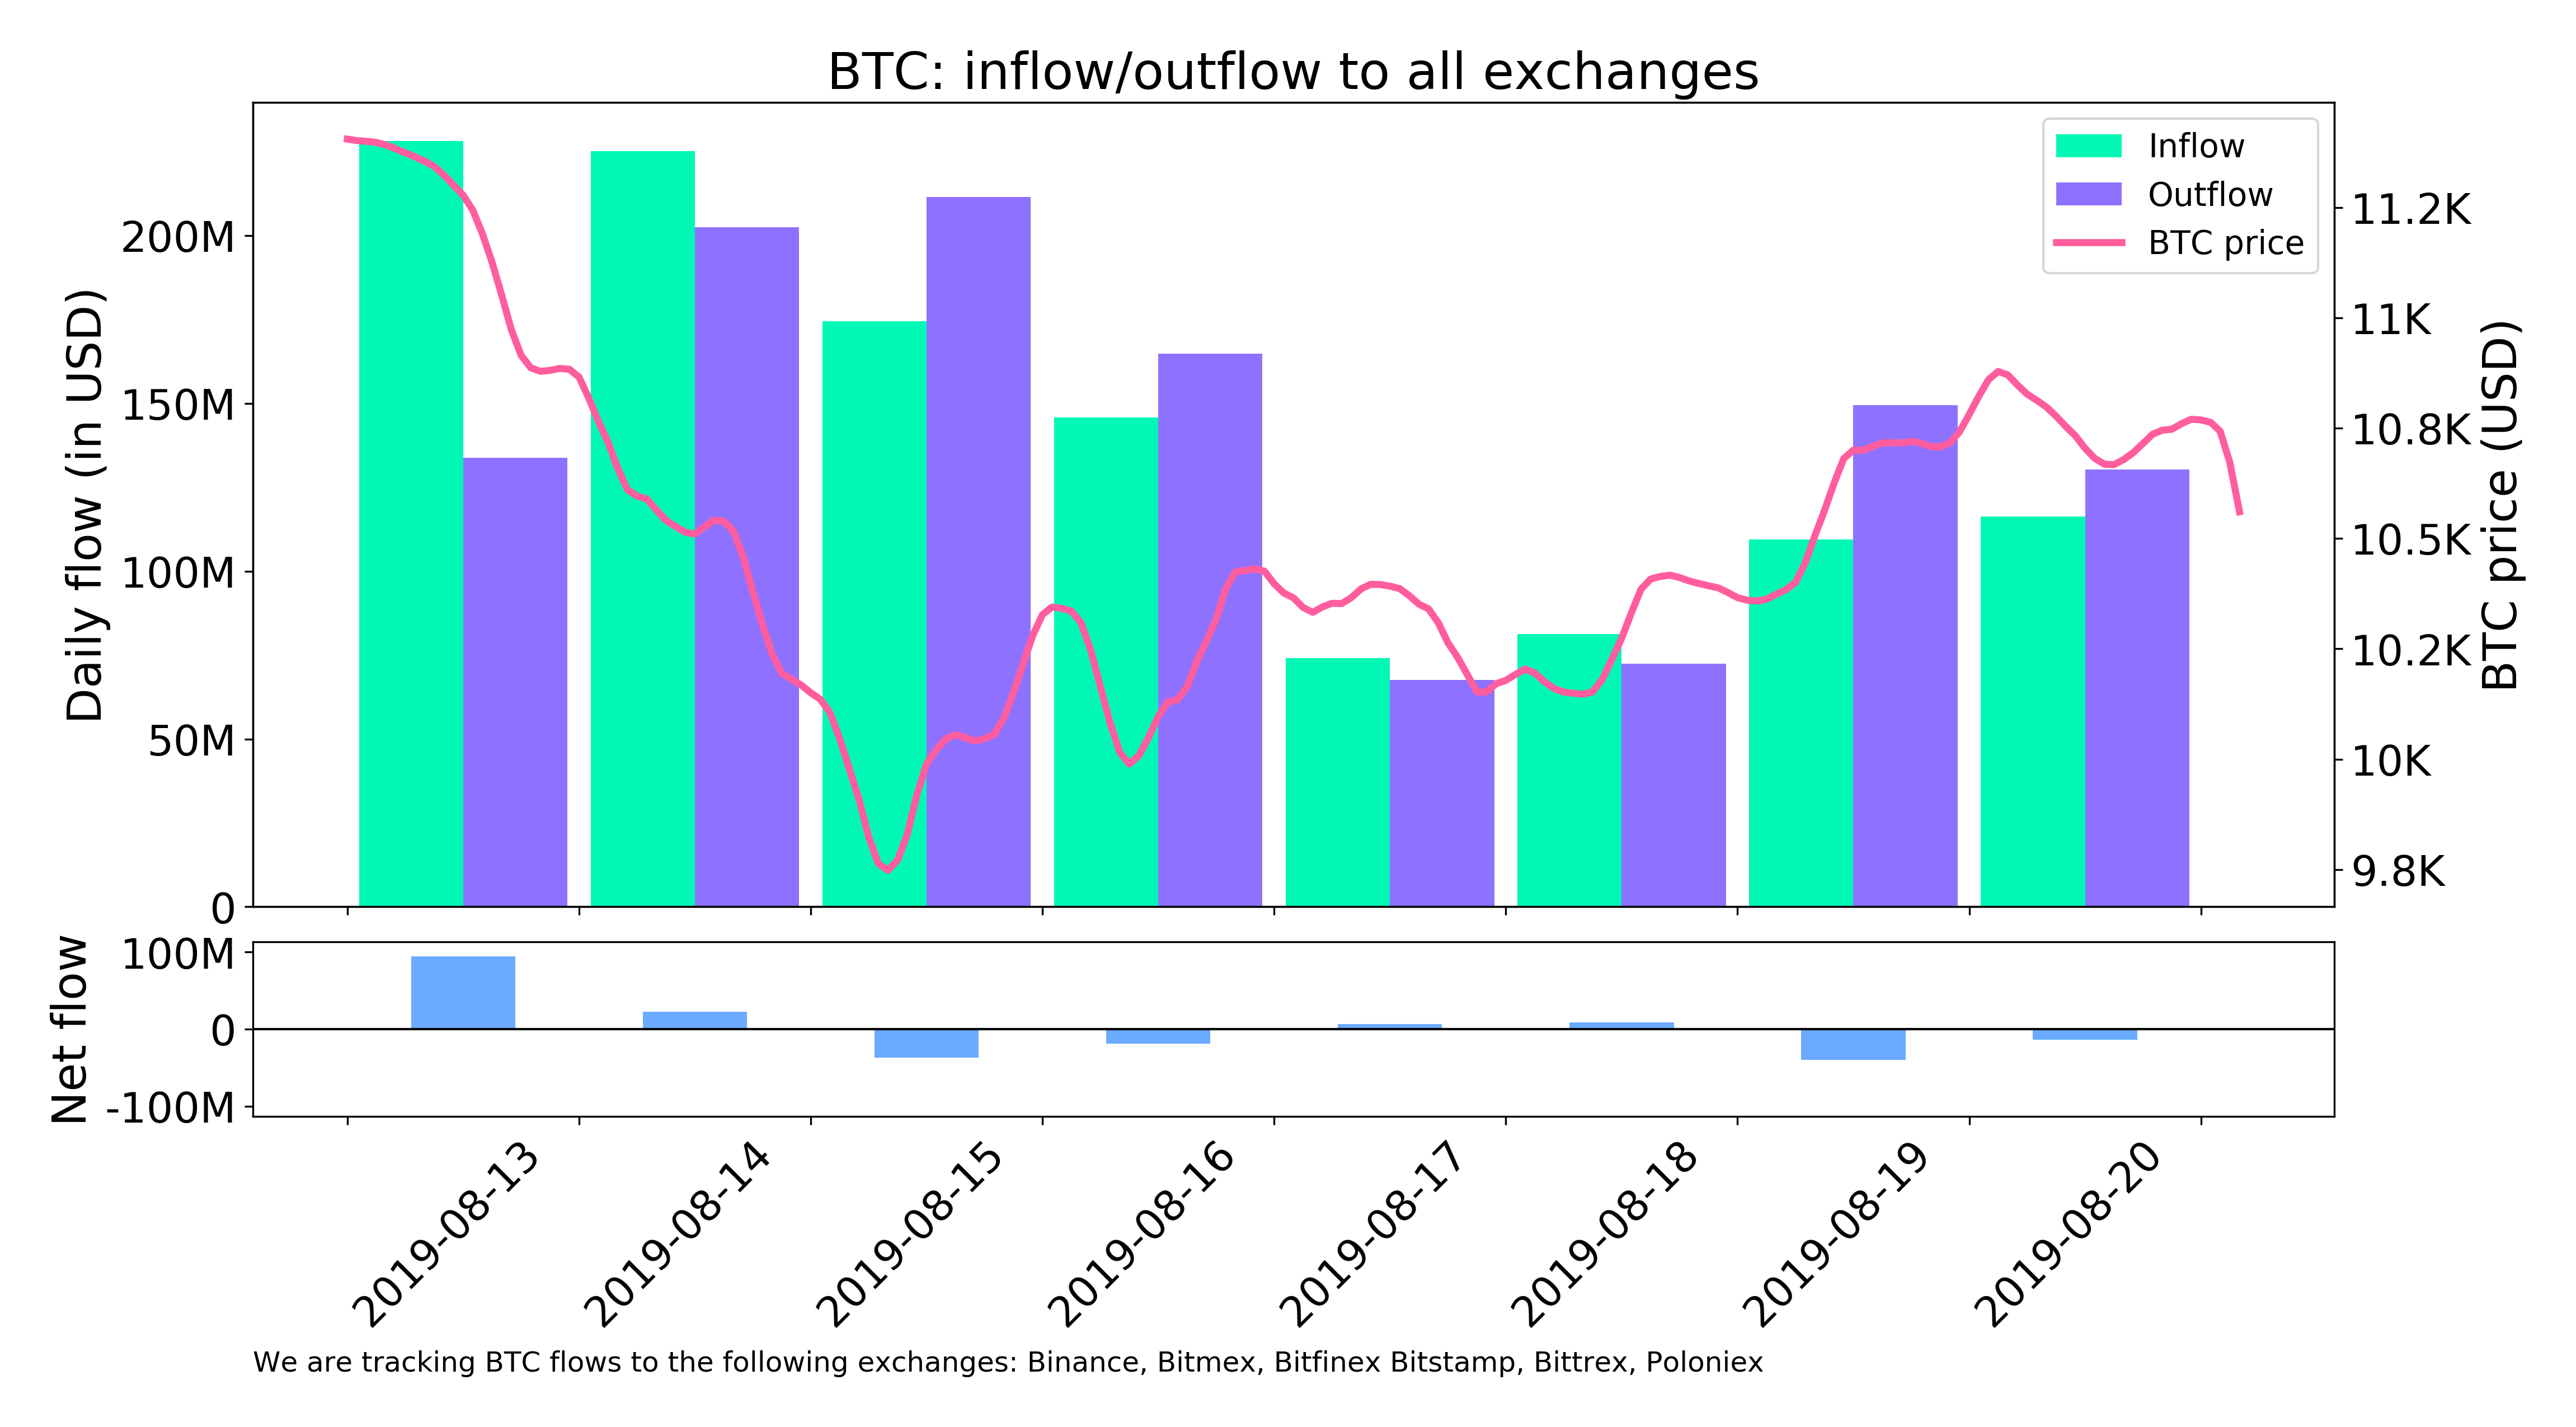 BTC: inflow/outflow to all exchanges
Inflow
Outflow
BTC price
Daily flow (in USD)
200M
150M
100M
50M
0
11.2K
11K
10.8K
10.5K
10.2K
10K
9.8K
BTC price (USD)
Net flow
100M
0
-100M
2019-08-13
2019-08-14
2019-08-15
2019-08-16
2019-08-17
2019-08-18
2019-08-19
2019-08-20
We are tracking BTC flows to the following exchanges: Binance, Bitmex, Bitfinex Bitstamp, Bittrex, Poloniex